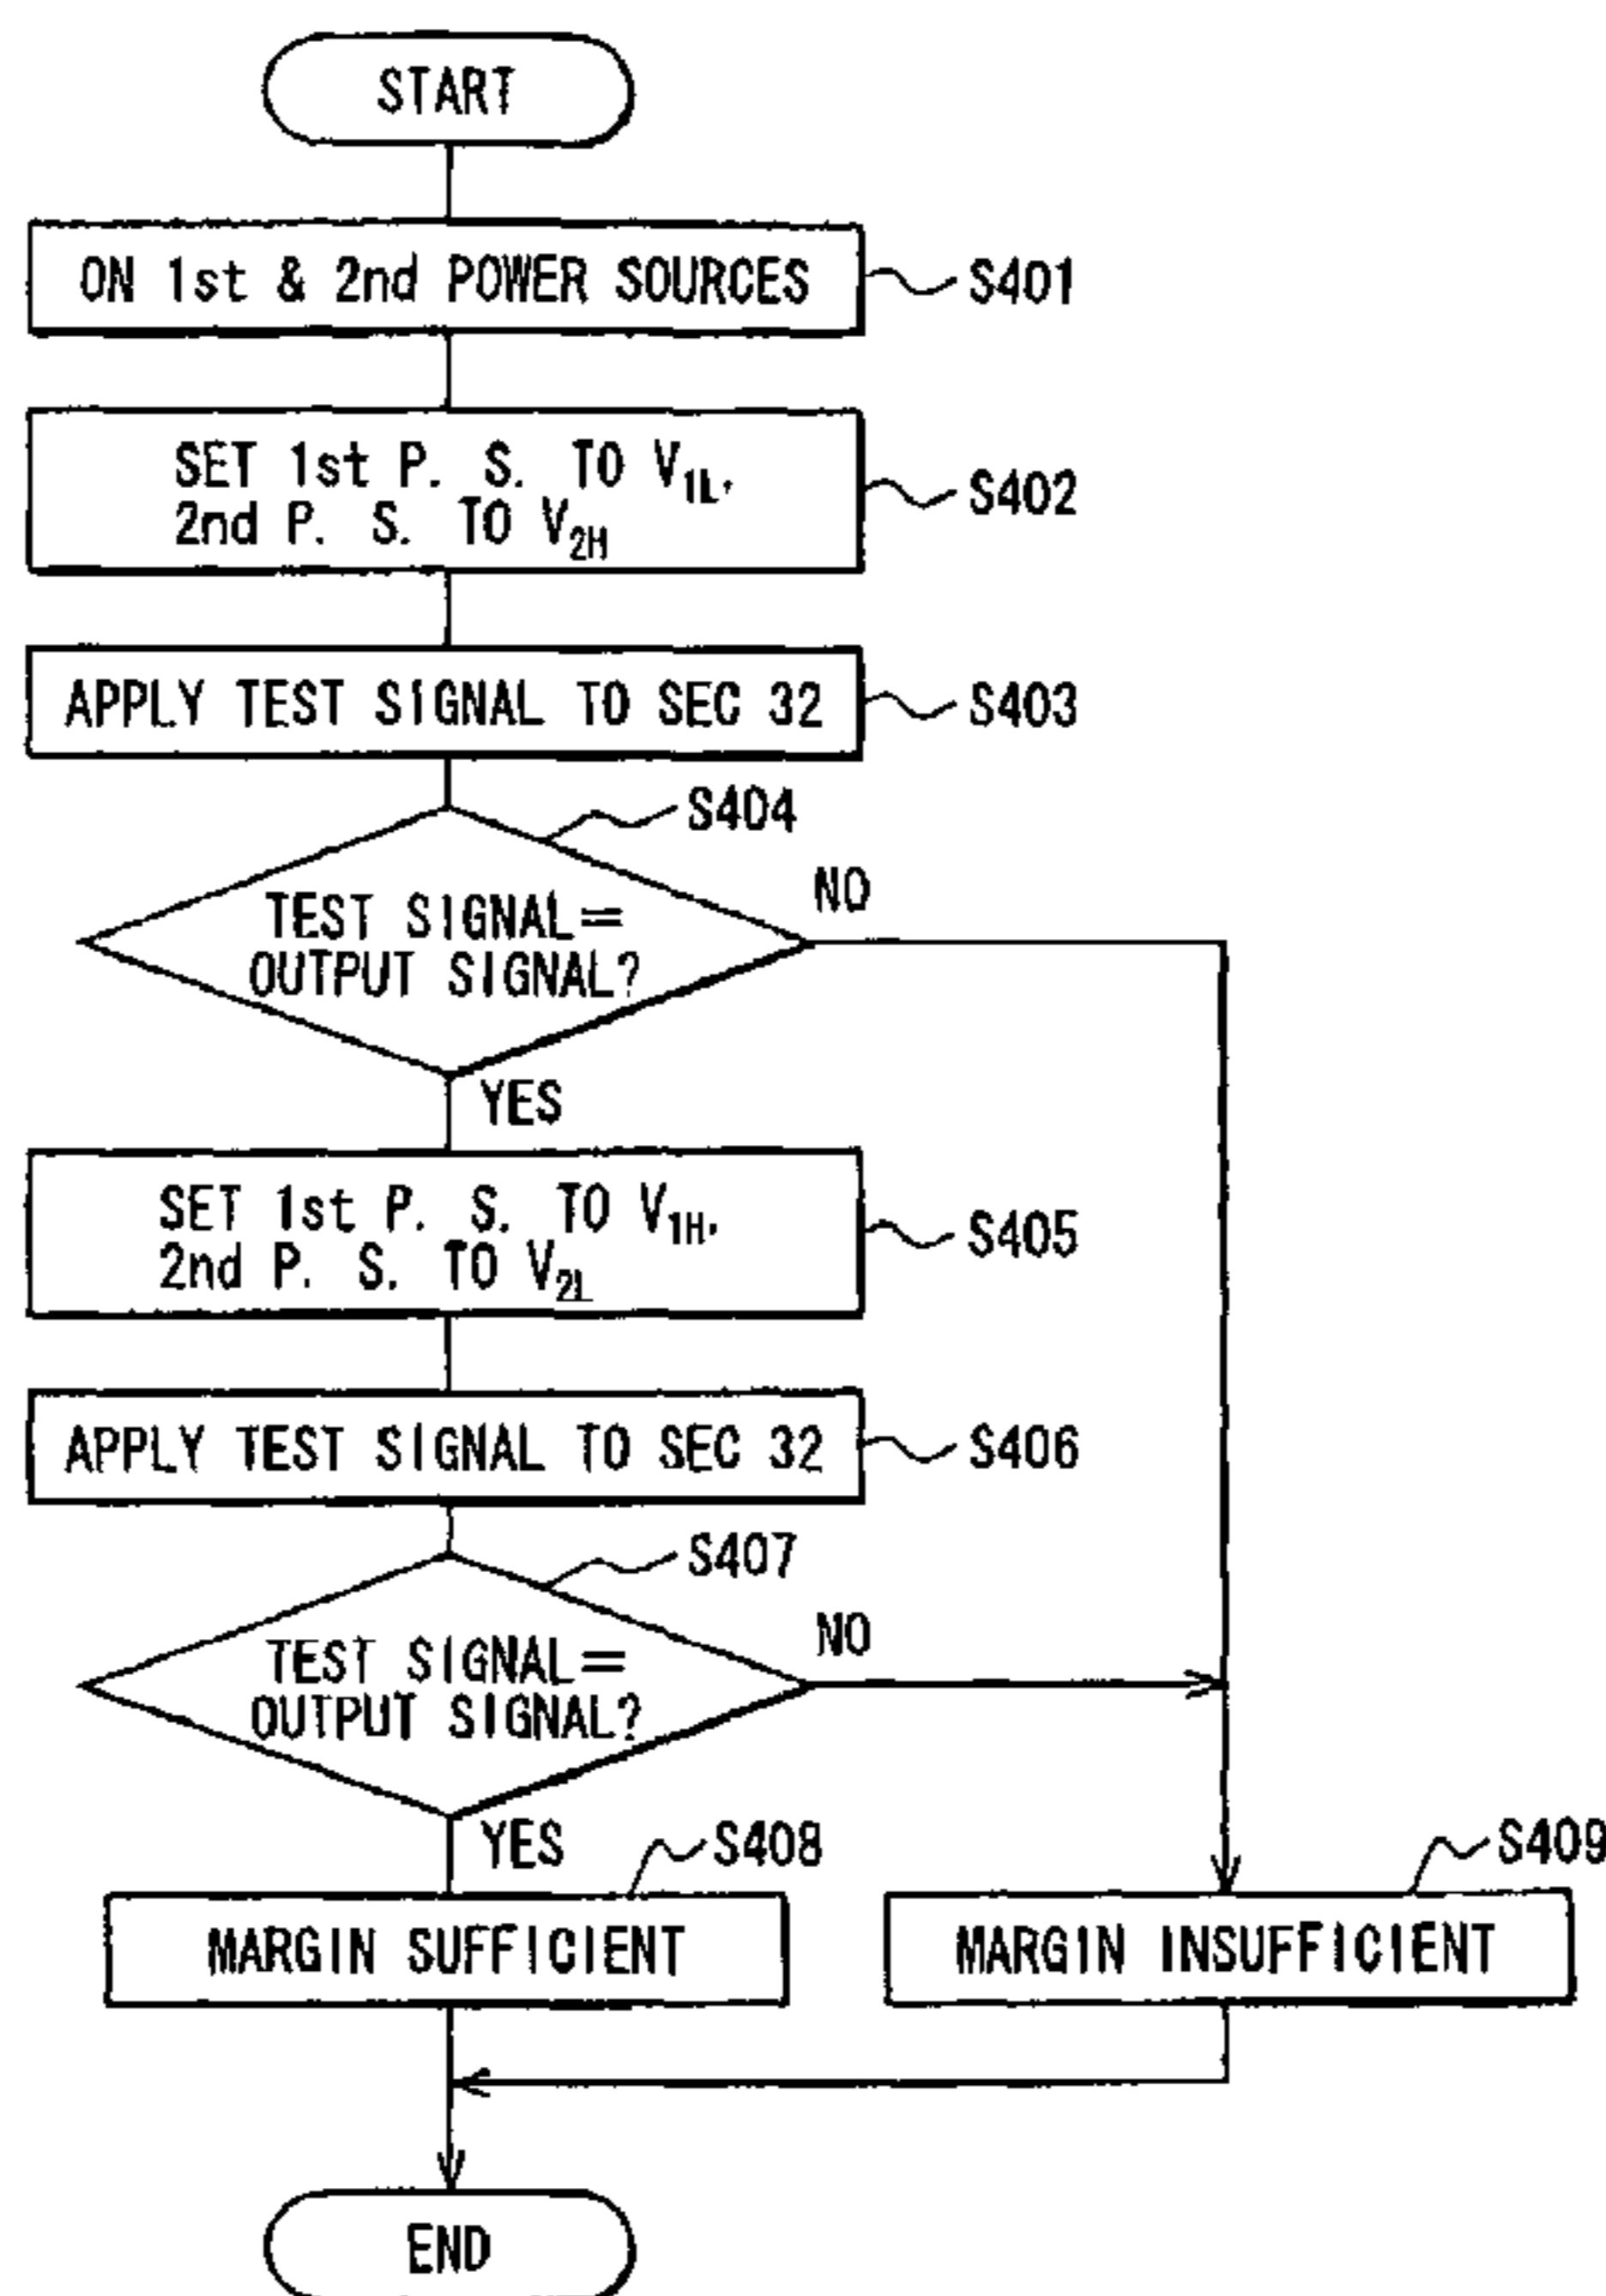 START
ON 1st & 2nd POWER SOURCES
S401
SET 1st P. S. TO V1L,
2nd P. S. TO V2H
S402
APPLY TEST SIGNAL TO SEC 32
S403
S404
TEST SIGNAL=
OUTPUT SIGNAL?
NO
YES
SET 1st P. S. TO V1H,
2nd P. S. TO V2L
S405
APPLY TEST SIGNAL TO SEC 32
S406
S407
TEST SIGNAL=
OUTPUT SIGNAL?
NO
YES
S408
S409
MARGIN SUFFICIENT
MARGIN INSUFFICIENT
END